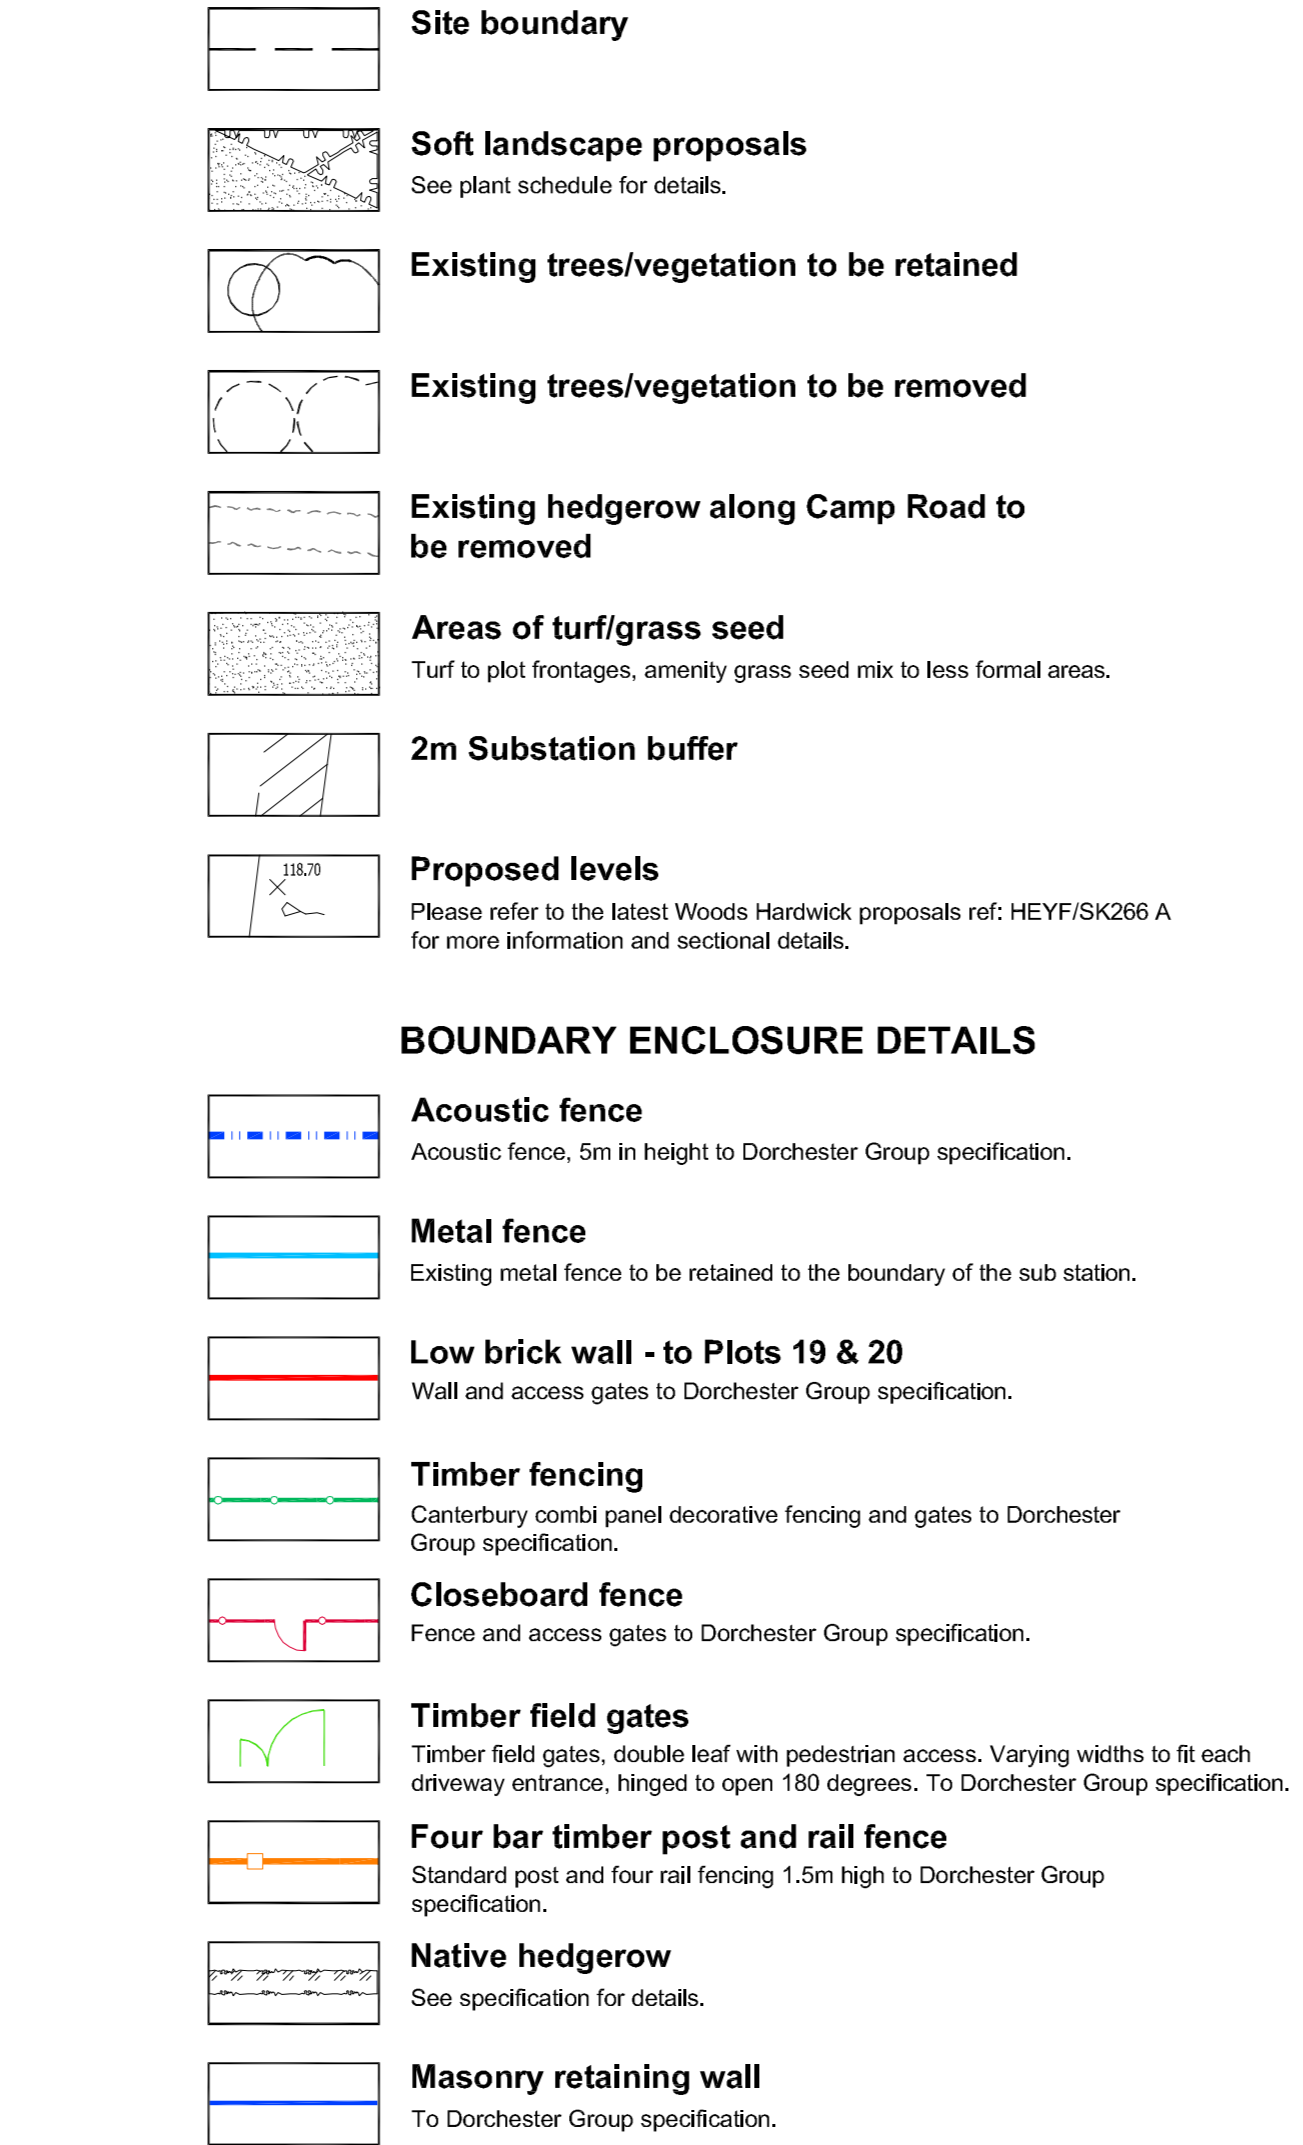 Site boundary
Soft landscape proposals
See plant schedule for details.
Existing trees/vegetation to be retained
Existing trees/vegetation to be removed
Existing hedgerow along Camp Road to
be removed
Areas of turf/grass seed
Turf to plot frontages, amenity grass seed mix to less formal areas.
2m Substation buffer
118.70
Proposed levels
Please refer to the latest Woods Hardwick proposals ref: HEYF/SK266 A
for more information and sectional details.
BOUNDARY ENCLOSURE DETAILS
Acoustic fence
Acoustic fence, 5m in height to Dorchester Group specification.
Metal fence
Existing metal fence to be retained to the boundary of the sub station.
Low brick wall - to Plots 19 & 20
Wall and access gates to Dorchester Group specification.
Timber fencing
Canterbury combi panel decorative fencing and gates to Dorchester
Group specification.
Closeboard fence
Fence and access gates to Dorchester Group specification.
Timber field gates
Timber field gates, double leaf with pedestrian access. Varying widths to fit each
driveway entrance, hinged to open 180 degrees. To Dorchester Group specification.
Four bar timber post and rail fence
Standard post and four rail fencing 1.5m high to Dorchester Group
specification.
Native hedgerow
See specification for details.
Masonry retaining wall
To Dorchester Group specification.